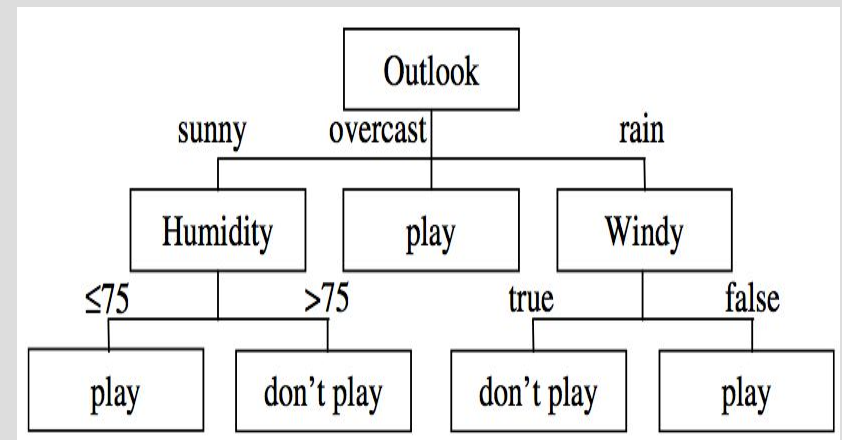 Outlook
sunny overcast rain
Humidity play Windy
≤75 >75 true false
play don't play don't play play